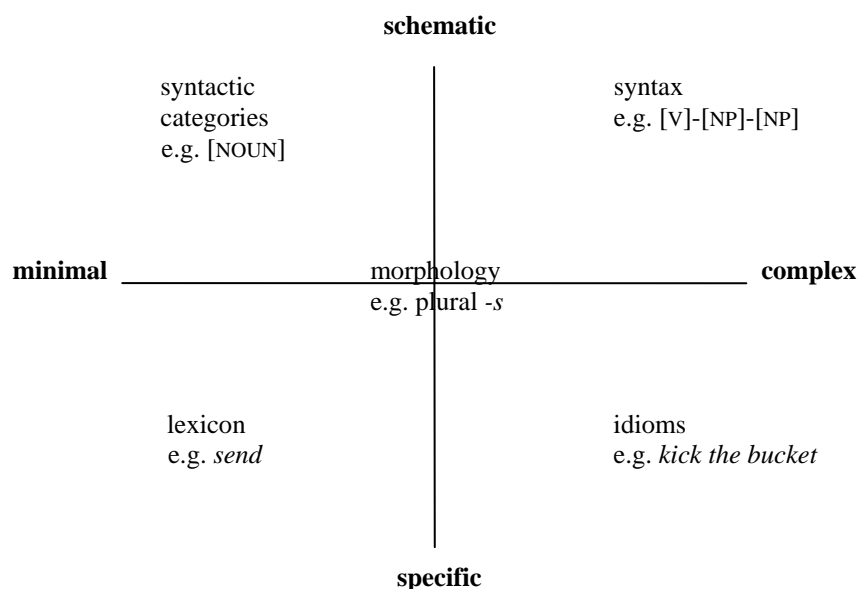 schematic
syntactic
categories
e.g. [NOUN]
syntax
e.g. [V]-[NP]-[NP]
minimal
morphology
e.g. plural -s
complex
lexicon
e.g. send
idioms
e.g. kick the bucket
specific